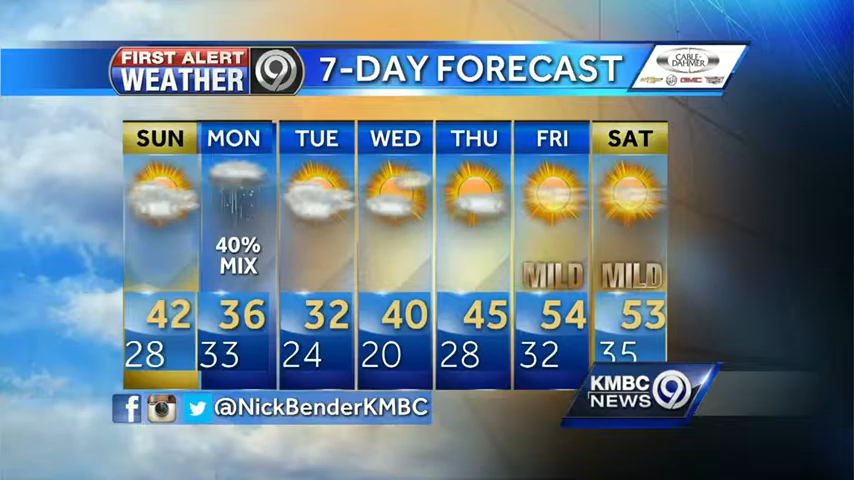 FIRST ALERT
WEATHER 9
7-DAY FORECAST
CABLE-
DAHMER
GMC
SUN MON TUE WED THU FRI SAT
40%
MIX
MILD MILD
42 36 32 40 45 54 53
28 33 24 20 28 32 35
KMBC
NEWS 9
@NickBenderKMBC